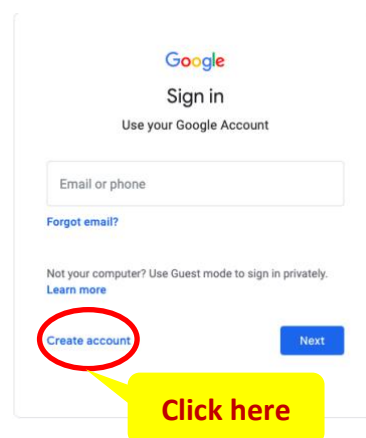 Google
Sign in
Use your Google Account
Email or phone
Forgot email?
Not your computer? Use Guest mode to sign in privately.
Learn more
Create account
Next
Click here